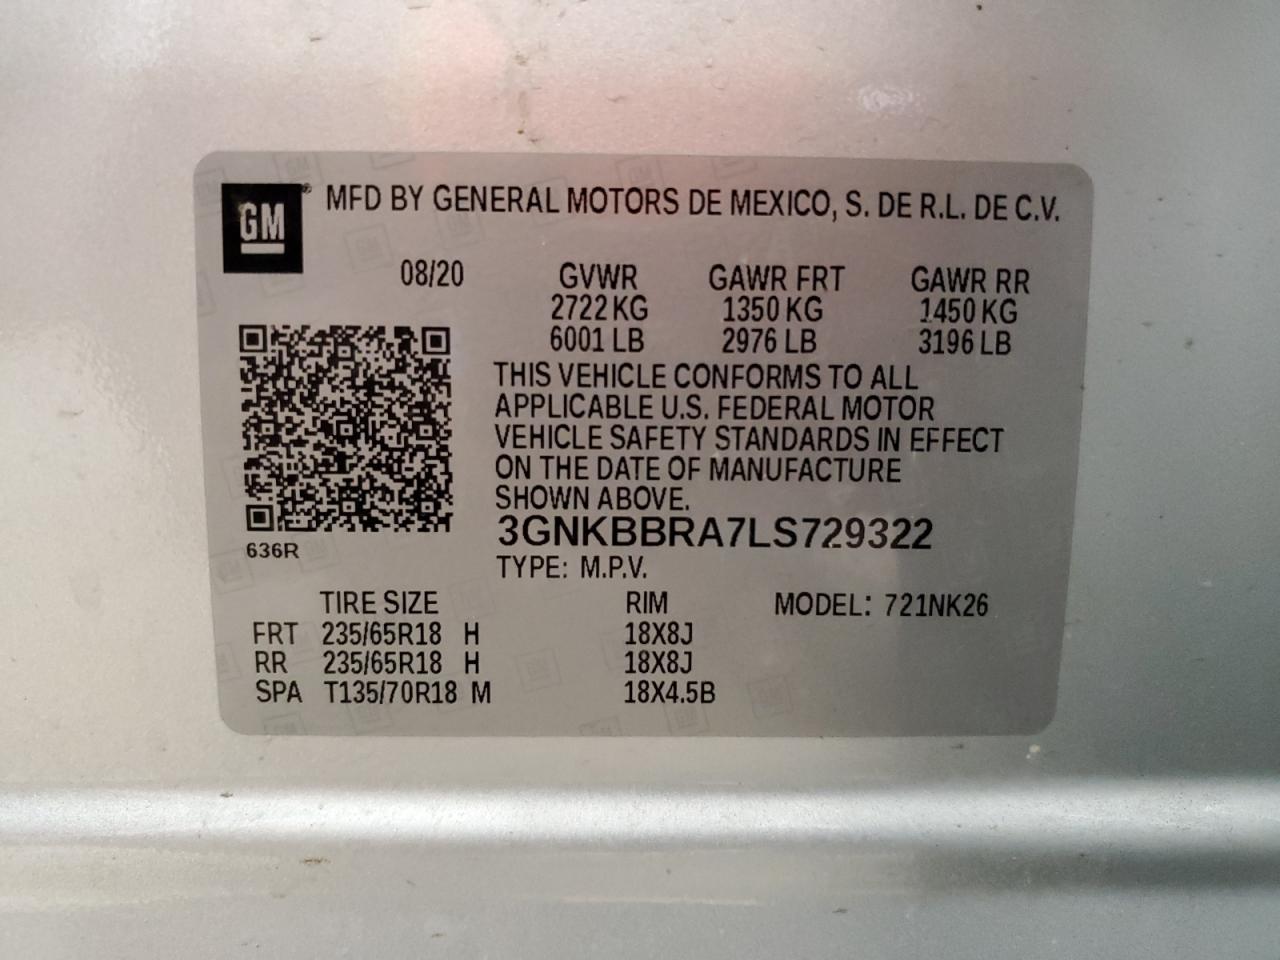 GM® MFD BY GENERAL MOTORS DE MEXICO, S. DE R.L. DE C.V.
08/20 GVWR GAWR FRT GAWR RR
2722 KG 1350 KG 1450 KG
6001 LB 2976 LB 3196 LB
THIS VEHICLE CONFORMS TO ALL
APPLICABLE U.S. FEDERAL MOTOR
VEHICLE SAFETY STANDARDS IN EFFECT
ON THE DATE OF MANUFACTURE
SHOWN ABOVE.
3GNKBBRA7LS729322
636R
TYPE: M.P.V.
TIRE SIZE RIM MODEL: 721NK26
FRT 235/65R18 H 18X8J
RR 235/65R18 H 18X8J
SPA T135/70R18 M 18X4.5B